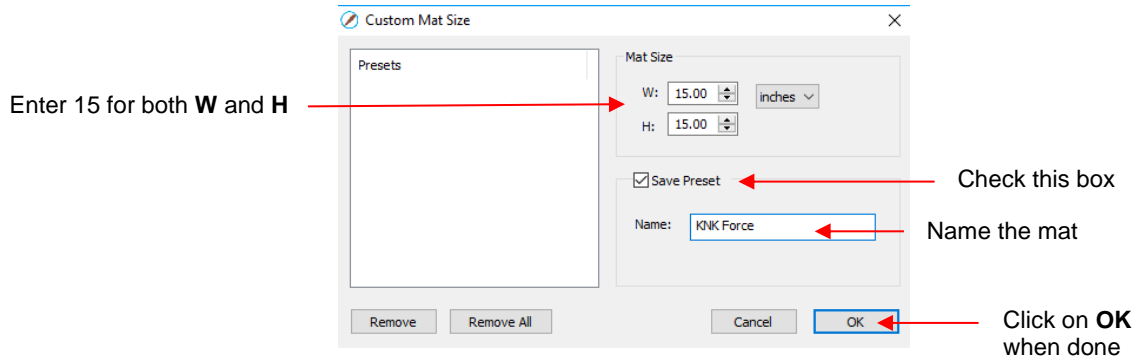 Custom Mat Size
Presets
Mat Size
W: 15.00 inches
H: 15.00
Enter 15 for both W and H
Save Preset
Check this box
Name: KNK Force
Name the mat
Remove Remove All Cancel OK
Click on OK
when done